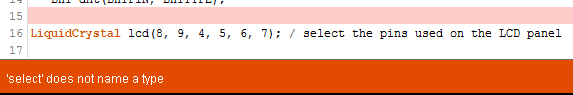 15
16 LiquidCrystal lcd(8, 9, 4, 5, 6, 7); / select the pins used on the LCD panel
17
'select' does not name a type